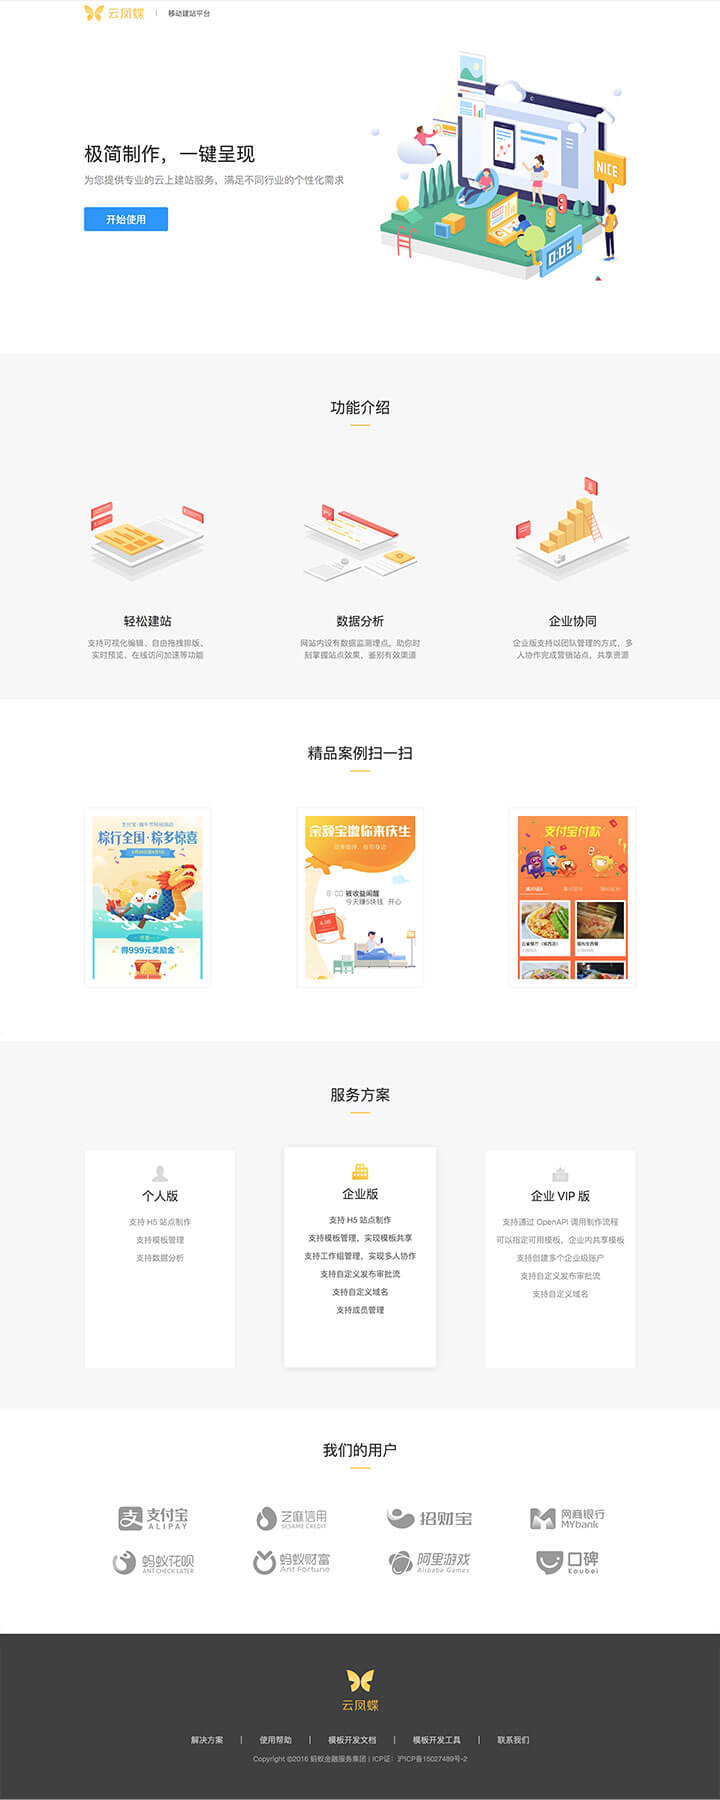 云凤蝶 | 移动建站平台
极简制作，一键呈现
为您提供专业的云上建站服务，满足不同行业的个性化需求
开始使用
NICE
0:05
功能介绍
轻松建站
支持可视化编辑、自由拖拽排版、
实时预览、在线访问加速等功能
数据分析
网站内设有数据监测埋点，助你时
刻掌握站点效果，鉴别有效渠道
企业协同
企业版支持以团队管理的方式，多
人协作完成营销站点，共享资源
精品案例扫一扫
粽行全国·粽多惊喜
得999元奖励金
余额宝邀你来庆生
8:00 被收益闹醒
今天赚5块钱 开心
支付宝付款
服务方案
个人版
支持 H5 站点制作
支持模板管理
支持数据分析
企业版
支持 H5 站点制作
支持模板管理，实现模板共享
支持工作组管理，实现多人协作
支持自定义发布审批流
支持自定义域名
支持成员管理
企业 VIP 版
支持通过 OpenAPI 调用制作流程
可以指定可用模板，企业内共享模板
支持创建多个企业级账户
支持自定义发布审批流
支持自定义域名
我们的用户
支付宝
ALIPAY
芝麻信用
SESAME CREDIT
招财宝
网商银行
MYbank
蚂蚁花呗
ANT CHECK LATER
蚂蚁财富
Ant Fortune
阿里游戏
Alibaba Games
口碑
Koubei
云凤蝶
解决方案 | 使用帮助 | 模板开发文档 | 模板开发工具 | 联系我们
Copyright ©2016 蚂蚁金融服务集团 | ICP证：沪ICP备15027489号-2